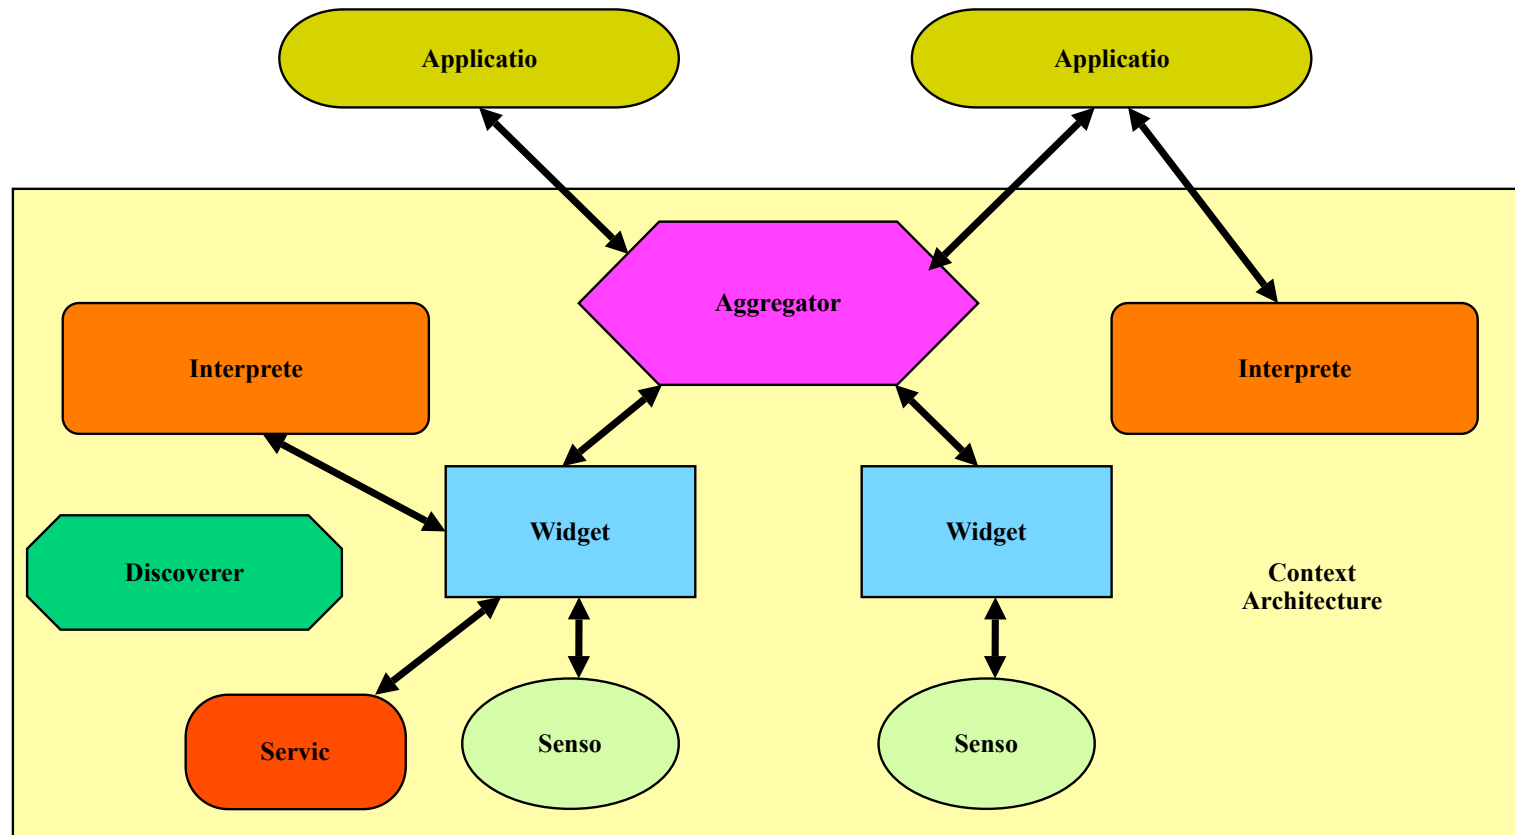 Applicatio
Applicatio
Aggregator
Interprete
Interprete
Widget
Widget
Discoverer
Context
Architecture
Servic
Senso
Senso